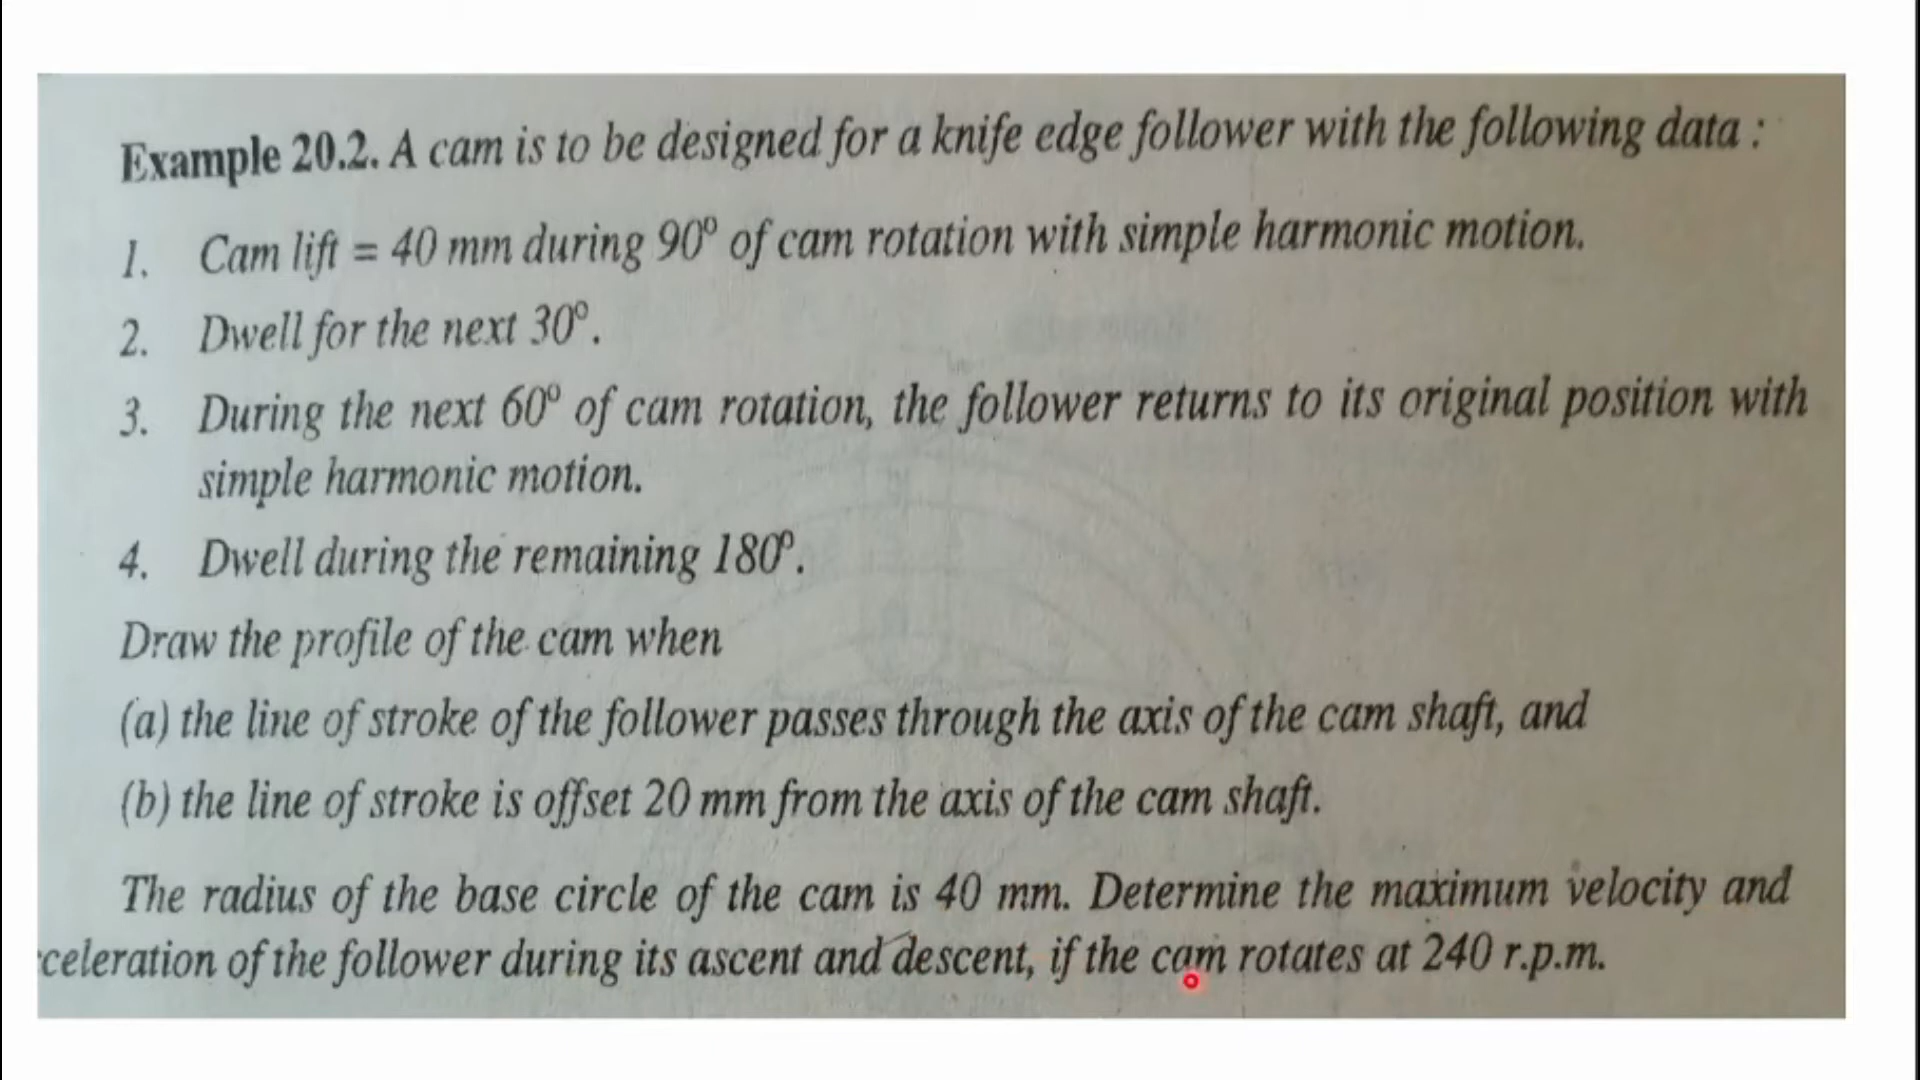 Example 20.2. A cam is to be designed for a knife edge follower with the following data :
1. Cam lift = 40 mm during 90° of cam rotation with simple harmonic motion.
2. Dwell for the next 30°.
3. During the next 60° of cam rotation, the follower returns to its original position with
simple harmonic motion.
4. Dwell during the remaining 180°.
Draw the profile of the cam when
(a) the line of stroke of the follower passes through the axis of the cam shaft, and
(b) the line of stroke is offset 20 mm from the axis of the cam shaft.
The radius of the base circle of the cam is 40 mm. Determine the maximum velocity and
celeration of the follower during its ascent and descent, if the cam rotates at 240 r.p.m.